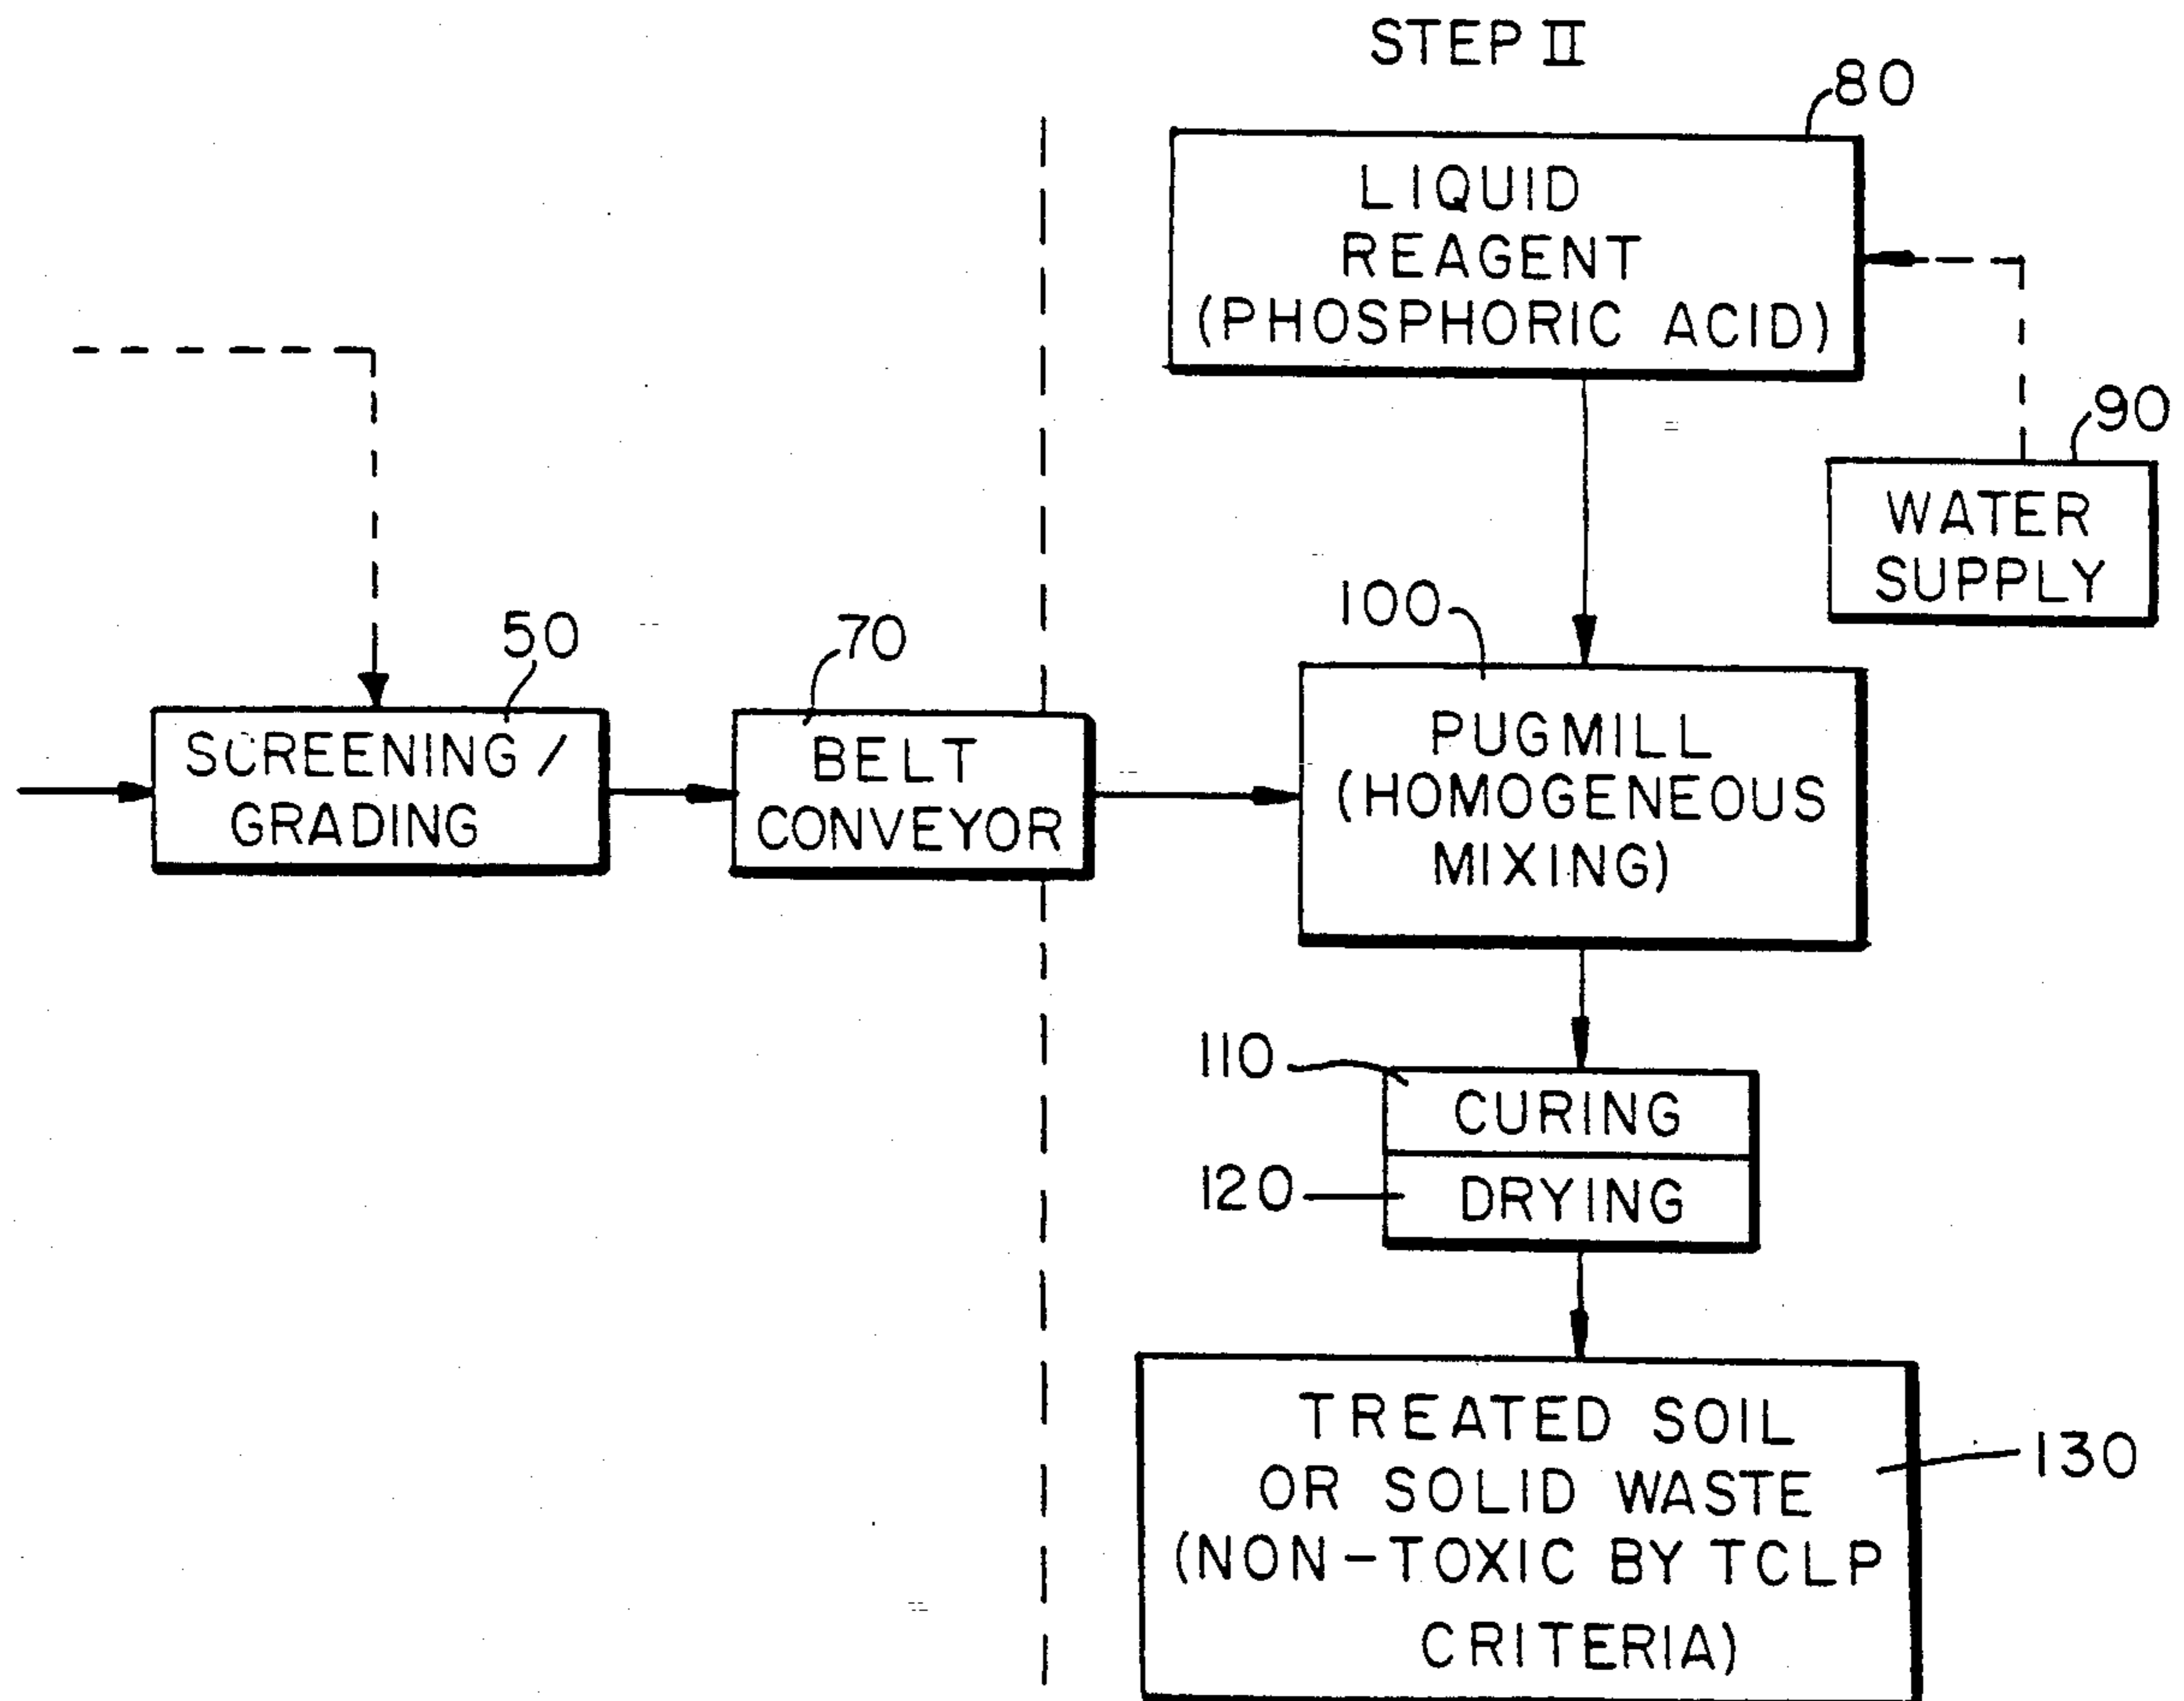 STEP II
80
LIQUID
REAGENT
(PHOSPHORIC ACID)
90
WATER
SUPPLY
50
SCREENING /
GRADING
70
BELT
CONVEYOR
100
PUGMILL
(HOMOGENEOUS
MIXING)
110
CURING
120
DRYING
TREATED SOIL
OR SOLID WASTE
(NON-TOXIC BY TCLP
CRITERIA)
130